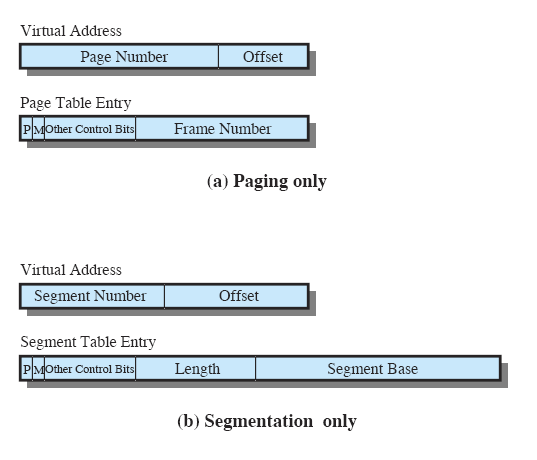 Virtual Address
Page Number Offset
Page Table Entry
P M Other Control Bits Frame Number
(a) Paging only
Virtual Address
Segment Number Offset
Segment Table Entry
P M Other Control Bits Length Segment Base
(b) Segmentation only